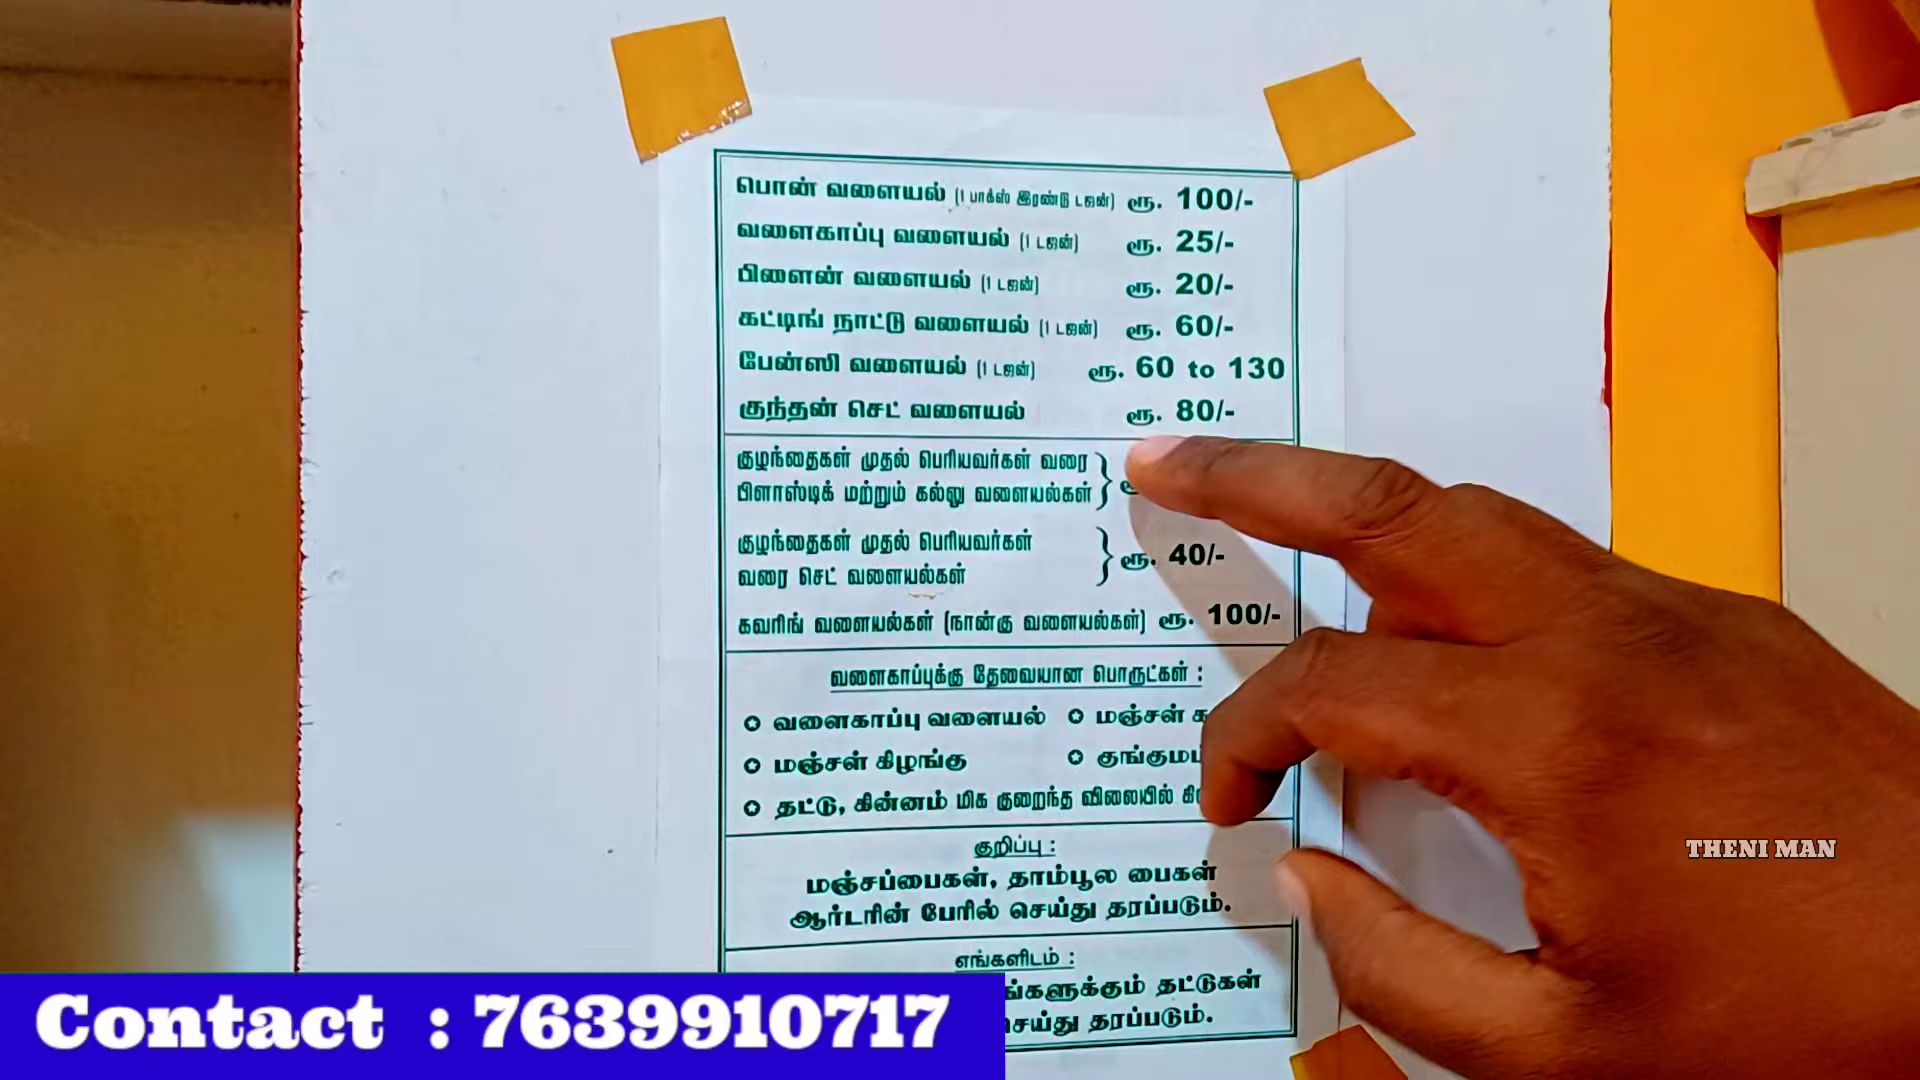 பொன் வளையல் (1 பாக்ஸ் இரண்டு டஜன்) ரூ. 100/-
வளைகாப்பு வளையல் (1 டஜன்) ரூ. 25/-
பிளைன் வளையல் (1 டஜன்) ரூ. 20/-
கட்டிங் நாட்டு வளையல் (1 டஜன்) ரூ. 60/-
பேன்ஸி வளையல் (1 டஜன்) ரூ. 60 to 130
குந்தன் செட் வளையல் ரூ. 80/-
குழந்தைகள் முதல் பெரியவர்கள் வரை
பிளாஸ்டிக் மற்றும் கல்லு வளையல்கள்
குழந்தைகள் முதல் பெரியவர்கள்
வரை செட் வளையல்கள் ரூ. 40/-
கவரிங் வளையல்கள் (நான்கு வளையல்கள்) ரூ. 100/-
வளைகாப்புக்கு தேவையான பொருட்கள் :
வளைகாப்பு வளையல் மஞ்சள்
மஞ்சள் கிழங்கு
தட்டு, கின்னம் மிக குறைந்த விலையில்
குறிப்பு :
மஞ்சப்பைகள், தாம்பூல பைகள்
ஆர்டரின் பேரில் செய்து தரப்படும்.
எங்களிடம் :
தட்டுகள்
செய்து தரப்படும்.
Contact : 7639910717
THENI MAN